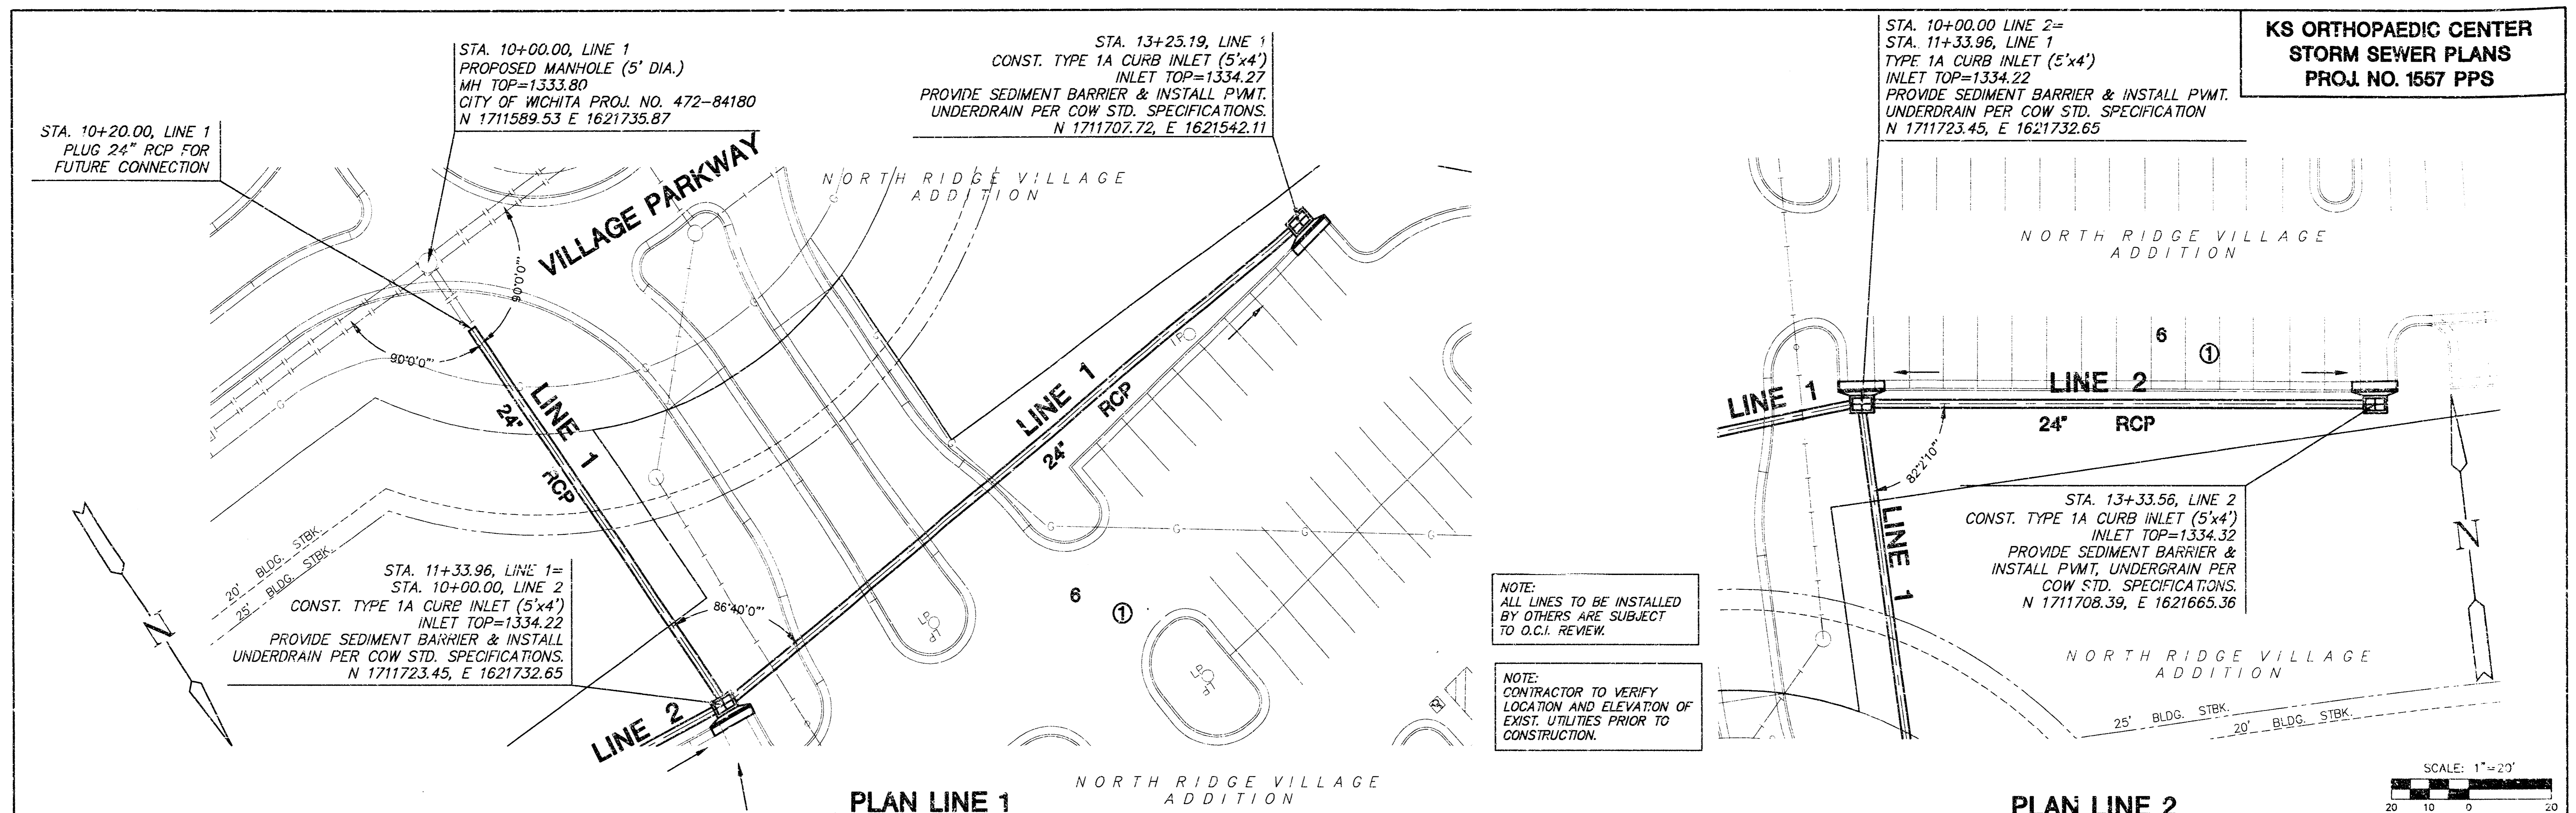 KS ORTHOPAEDIC CENTER
STORM SEWER PLANS
PROJ. NO. 1557 PPS
STA. 10+20.00, LINE 1
PLUG 24" RCP FOR
FUTURE CONNECTION
STA. 10+00.00, LINE 1
PROPOSED MANHOLE (5' DIA.)
MH TOP=1333.80
CITY OF WICHITA PROJ. NO. 472-84180
N 1711589.53 E 1621735.87
STA. 13+25.19, LINE 1
CONST. TYPE 1A CURB INLET (5'x4')
INLET TOP=1334.27
PROVIDE SEDIMENT BARRIER & INSTALL PVMT.
UNDERDRAIN PER COW STD. SPECIFICATIONS.
N 1711707.72, E 1621542.11
VILLAGE PARKWAY
NORTH RIDGE VILLAGE
ADDITION
90'0'0"'
90'0'0"'
LINE 1
24"
RCP
LINE 1
24"
RCP
G
G
G
G
G
G
LP
20' BLDG. STBK.
25' BLDG. STBK.
N
STA. 11+33.96, LINE 1=
STA. 10+00.00, LINE 2
CONST. TYPE 1A CURB INLET (5'x4')
INLET TOP=1334.22
PROVIDE SEDIMENT BARRIER & INSTALL
UNDERDRAIN PER COW STD. SPECIFICATIONS.
N 1711723.45, E 1621732.65
86'40'0"'
LINE 2
6
1
NORTH RIDGE VILLAGE
ADDITION
PLAN LINE 1
NOTE:
ALL LINES TO BE INSTALLED
BY OTHERS ARE SUBJECT
TO O.C.I. REVIEW.
NOTE:
CONTRACTOR TO VERIFY
LOCATION AND ELEVATION OF
EXIST. UTILITIES PRIOR TO
CONSTRUCTION.
STA. 10+00.00 LINE 2=
STA. 11+33.96, LINE 1
TYPE 1A CURB INLET (5'x4')
INLET TOP=1334.22
PROVIDE SEDIMENT BARRIER & INSTALL PVMT.
UNDERDRAIN PER COW STD. SPECIFICATION
N 1711723.45, E 1621732.65
NORTH RIDGE VILLAGE
ADDITION
6
1
LINE 1
LINE 2
24" RCP
82'2'10"'
LINE 1
STA. 13+33.56, LINE 2
CONST. TYPE 1A CURB INLET (5'x4')
INLET TOP=1334.32
PROVIDE SEDIMENT BARRIER &
INSTALL PVMT, UNDERGRAIN PER
COW STD. SPECIFICATIONS.
N 1711708.39, E 1621665.36
N
NORTH RIDGE VILLAGE
ADDITION
25' BLDG. STBK.
20' BLDG. STBK.
SCALE: 1"=20'
20 10 0 20
PLAN LINE 2